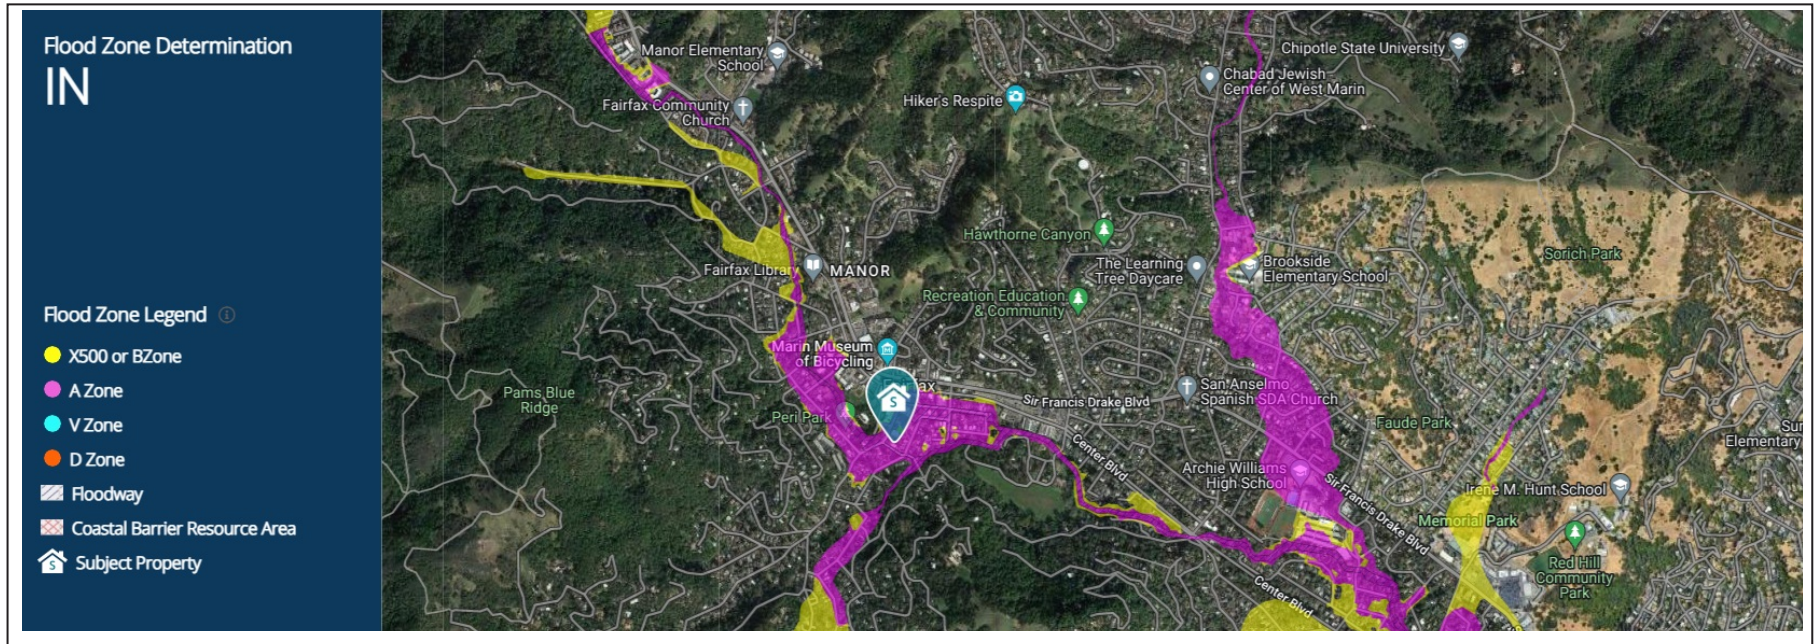 Flood Zone Determination
IN
Flood Zone Legend
X500 or BZone
A Zone
V Zone
D Zone
Floodway
Coastal Barrier Resource Area
S
Subject Property
Manor Elementary
School
Fairfax Community
Church
Hiker's Respite
Chipotle State University
Chabad Jewish
Center of West Marin
Hawthorne Canyon
The Learning
Tree Daycare
Brookside
Elementary School
Sorich Park
Fairfax Library
MANOR
Recreation Education
& Community
Marin Museum
of Bicycling
S
Pams Blue
Ridge
Peri Park
Sir Francis Drake Blvd
San Anselmo
Spanish SDA Church
Faude Park
Elementary
Center Blvd
Archie Williams
High School
Sir Francis Drake Blvd
Irene M. Hunt School
Memorial Park
Red Hill
Community
Park
Center Blvd